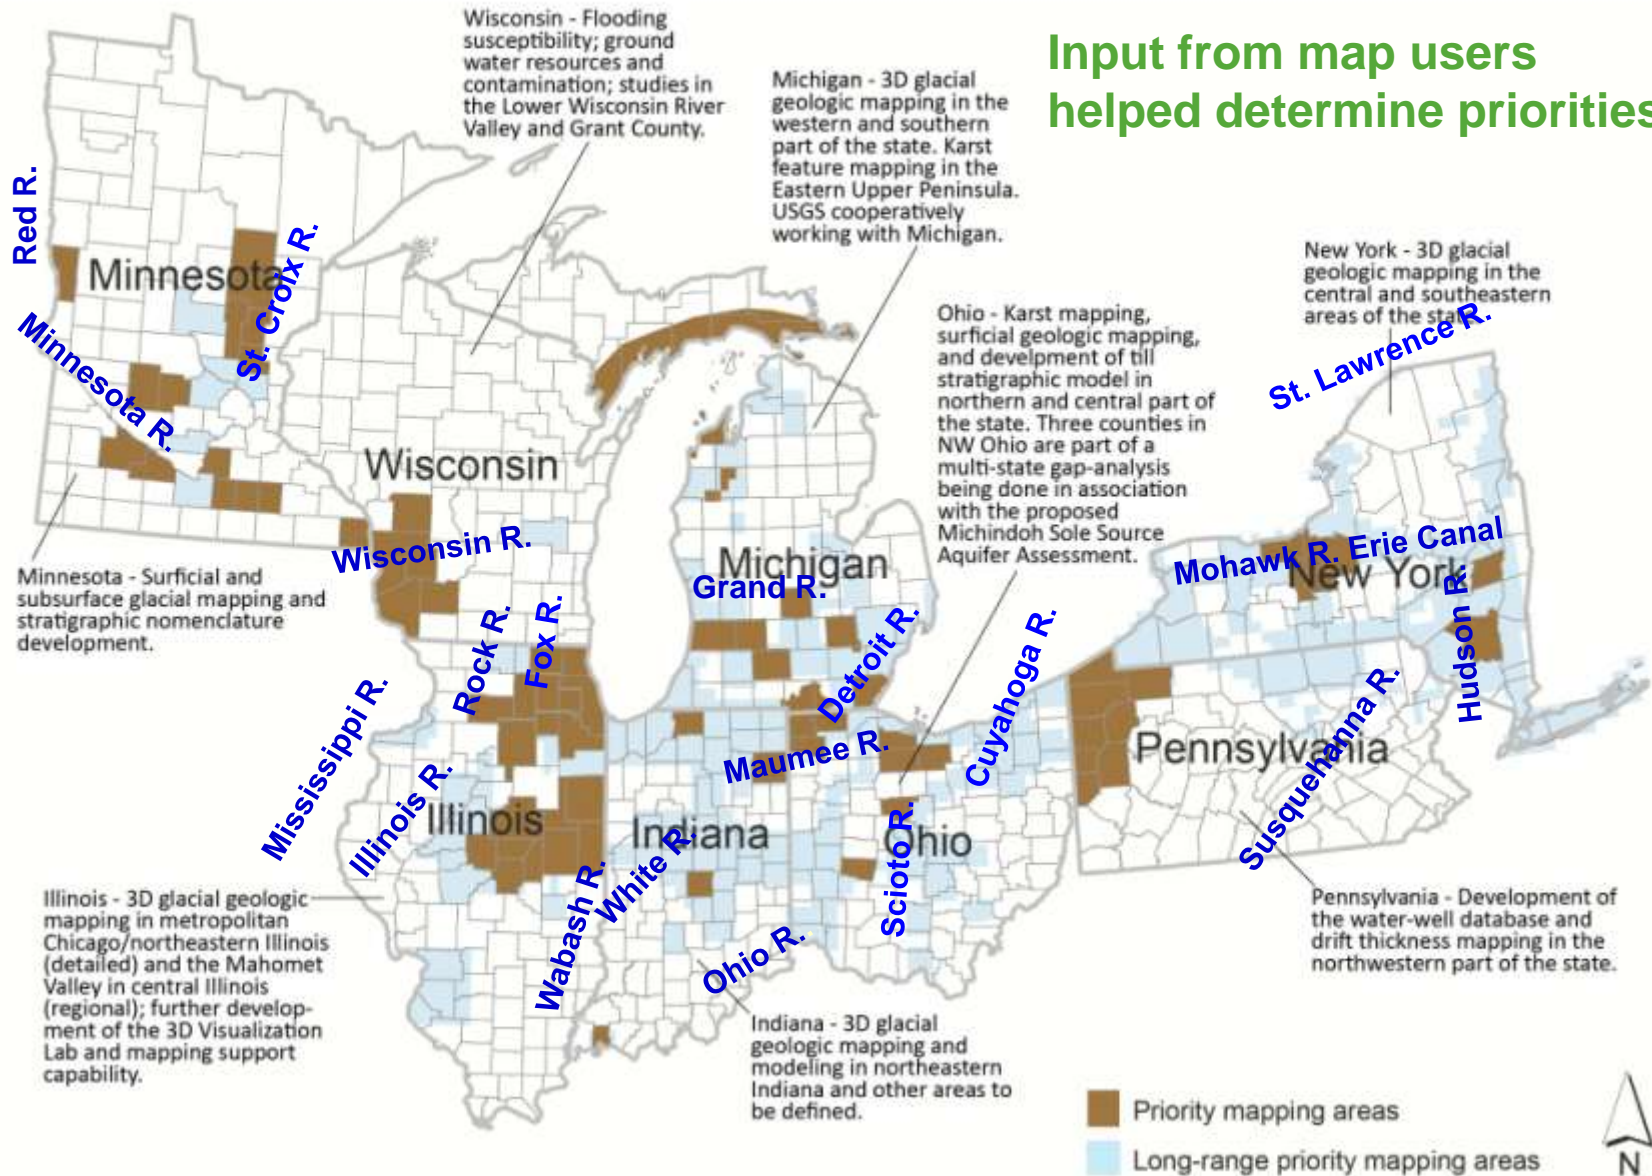 Input from map users
helped determine priorities
Wisconsin - Flooding
susceptibility; ground
water resources and
contamination; studies in
the Lower Wisconsin River
Valley and Grant County.
Michigan - 3D glacial
geologic mapping in the
western and southern
part of the state. Karst
feature mapping in the
Eastern Upper Peninsula.
USGS cooperatively
working with Michigan.
New York - 3D glacial
geologic mapping in the
central and southeastern
areas of the state.
Ohio - Karst mapping,
surficial geologic mapping,
and develpment of till
stratigraphic model in
northern and central part of
the state. Three counties in
NW Ohio are part of a
multi-state gap-analysis
being done in association
with the proposed
Michindoh Sole Source
Aquifer Assessment.
Red R.
Minnesota
St. Croix R.
Minnesota R.
St. Lawrence R.
Wisconsin
Wisconsin R.
Michigan
Grand R.
Mohawk R. Erie Canal
New York
Hudson R.
Minnesota - Surficial and
subsurface glacial mapping and
stratigraphic nomenclature
development.
Rock R.
Fox R.
Detroit R.
Cuyahoga R.
Mississippi R.
Maumee R.
Pennsylvania
Susquehanna R.
Illinois R.
Illinois
Indiana
White R.
Wabash R.
Ohio
Scioto R.
Ohio R.
Illinois - 3D glacial geologic
mapping in metropolitan
Chicago/northeastern Illinois
(detailed) and the Mahomet
Valley in central Illinois
(regional); further develop-
ment of the 3D Visualization
Lab and mapping support
capability.
Pennsylvania - Development of
the water-well database and
drift thickness mapping in the
northwestern part of the state.
Indiana - 3D glacial
geologic mapping and
modeling in northeastern
Indiana and other areas to
be defined.
Priority mapping areas
Long-range priority mapping areas
N